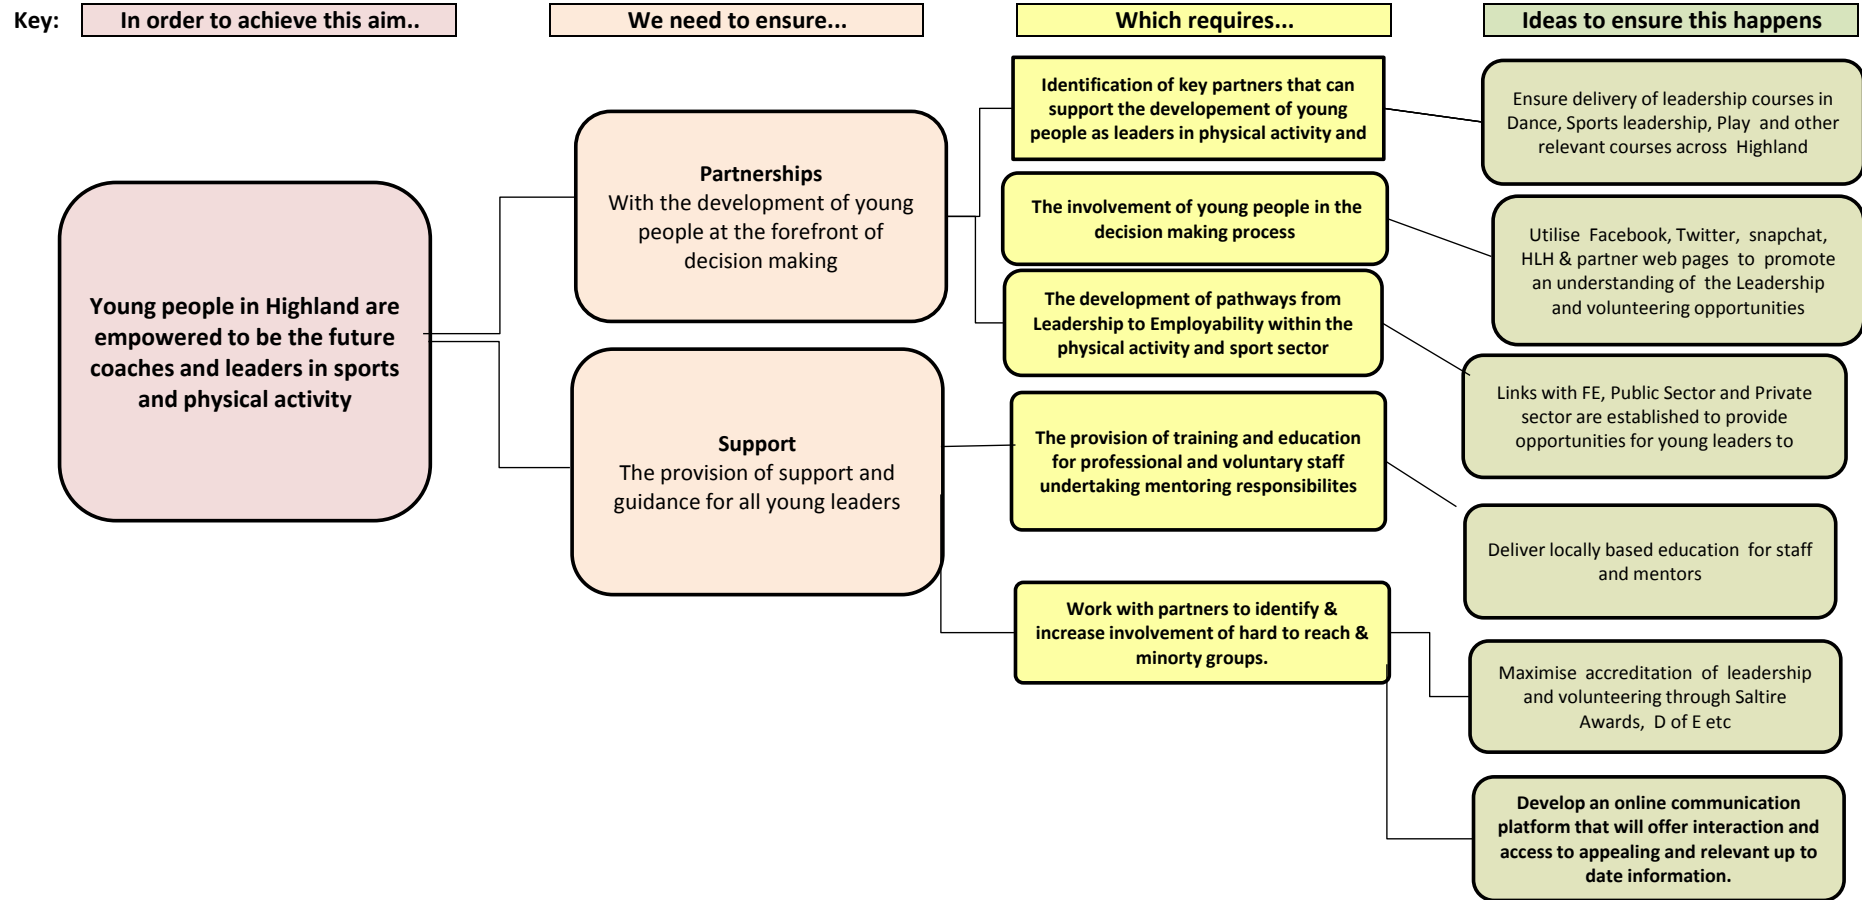 Key:
In order to achieve this aim..
We need to ensure...
Which requires...
Ideas to ensure this happens
Young people in Highland are
empowered to be the future
coaches and leaders in sports
and physical activity
Partnerships
With the development of young
people at the forefront of
decision making
Support
The provision of support and
guidance for all young leaders
Identification of key partners that can
support the developement of young
people as leaders in physical activity and
The involvement of young people in the
decision making process
The development of pathways from
Leadership to Employability within the
physical activity and sport sector
The provision of training and education
for professional and voluntary staff
undertaking mentoring responsibilites
Work with partners to identify &
increase involvement of hard to reach &
minorty groups.
Ensure delivery of leadership courses in
Dance, Sports leadership, Play and other
relevant courses across Highland
Utilise Facebook, Twitter, snapchat,
HLH & partner web pages to promote
an understanding of the Leadership
and volunteering opportunities
Links with FE, Public Sector and Private
sector are established to provide
opportunities for young leaders to
Deliver locally based education for staff
and mentors
Maximise accreditation of leadership
and volunteering through Saltire
Awards, D of E etc
Develop an online communication
platform that will offer interaction and
access to appealing and relevant up to
date information.